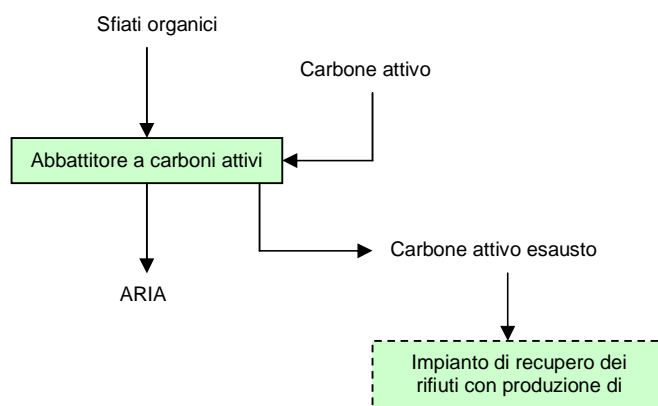 Sfiati organici
Carbone attivo
Abbattitore a carboni attivi
Carbone attivo esausto
ARIA
Impianto di recupero dei
rifiuti con produzione di